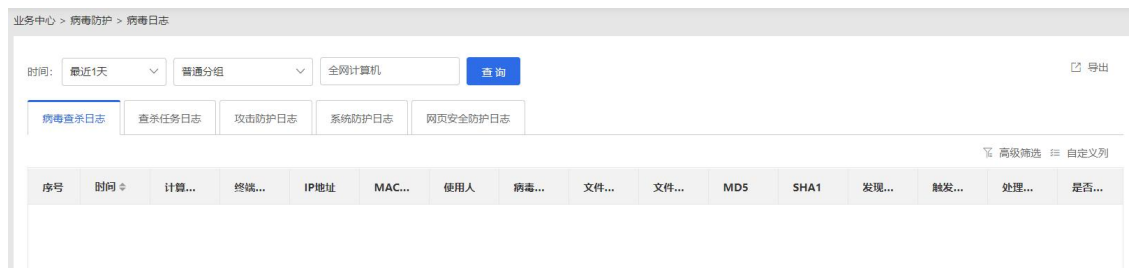 业务中心 > 病毒防护 > 病毒日志
时间: 最近1天 普通分组 全网计算机 查询 导出
病毒查杀日志 查杀任务日志 攻击防护日志 系统防护日志 网页安全防护日志
高级筛选 自定义列
序号 时间 计算... 终端... IP地址 MAC... 使用人 病毒... 文件... 文件... MD5 SHA1 发现... 触发... 处理... 是否...